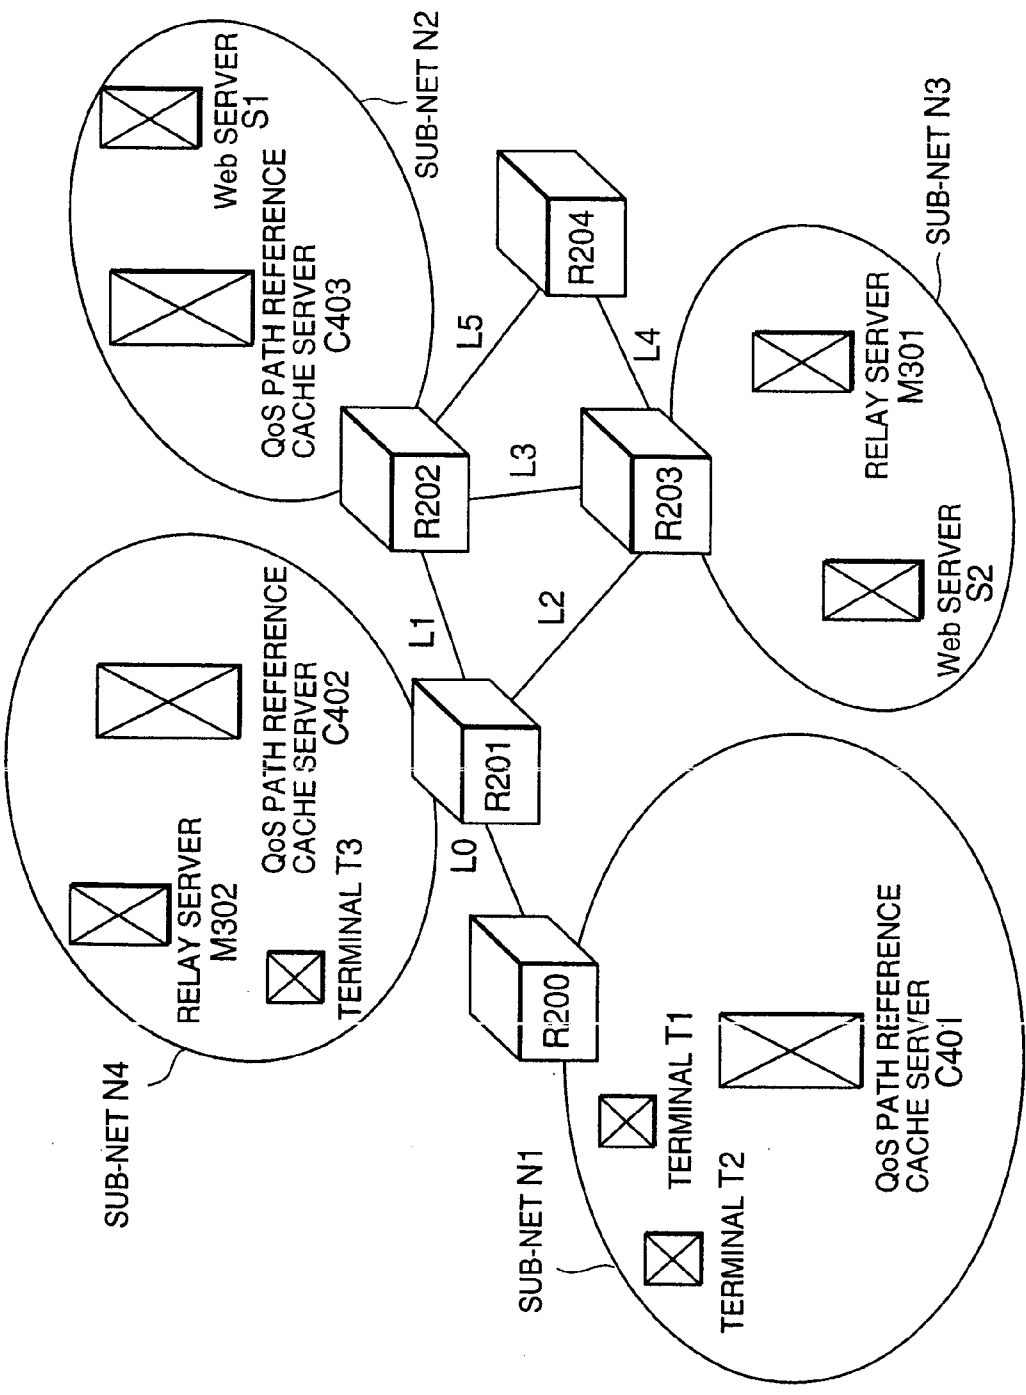 SUB-NET N4
RELAY SERVER
M302
TERMINAL T3
QoS PATH REFERENCE
CACHE SERVER
C402
Web SERVER
S1
QoS PATH REFERENCE
CACHE SERVER
C403
SUB-NET N2
L0
R201
L1
R202
L5
R204
R200
L2
L3
R203
L4
SUB-NET N1
TERMINAL T1
TERMINAL T2
QoS PATH REFERENCE
CACHE SERVER
C401
Web SERVER
S2
RELAY SERVER
M301
SUB-NET N3